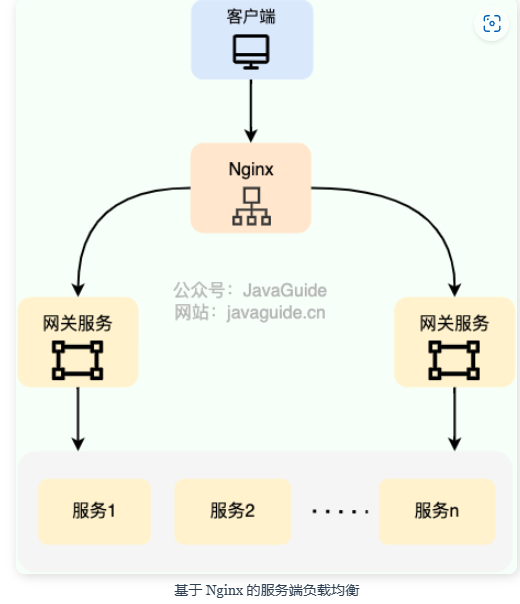 客户端
Nginx
公众号：JavaGuide
网站：javaguide.cn
网关服务
网关服务
服务1
服务2
服务n
基于 Nginx 的服务端负载均衡